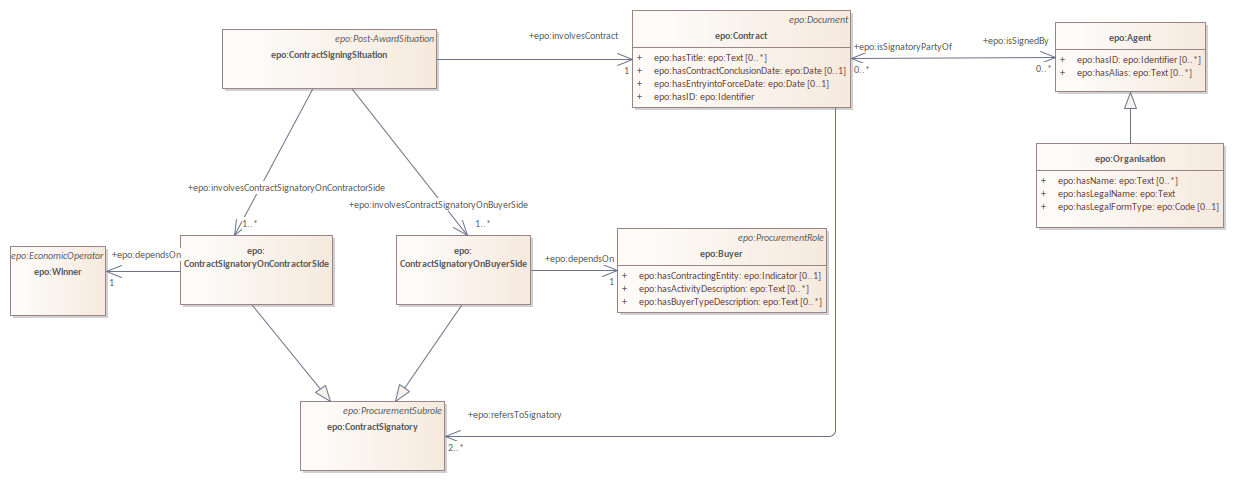 epo:Post-AwardSituation
epo:ContractSigningSituation
+epo:involvesContract
1
epo:Document
epo:Contract
+ epo:hasTitle: epo:Text [0..*]
+ epo:hasContractConclusionDate: epo:Date [0..1]
+ epo:hasEntryintoForceDate: epo:Date [0..1]
+ epo:hasID: epo:Identifier
+epo:isSignatoryPartyOf
0..*
+epo:isSignedBy
0..*
epo:Agent
+ epo:hasID: epo:Identifier [0..*]
+ epo:hasAlias: epo:Text [0..*]
epo:Organisation
+ epo:hasName: epo:Text [0..*]
+ epo:hasLegalName: epo:Text
+ epo:hasLegalFormType: epo:Code [0..1]
+epo:involvesContractSignatoryOnContractorSide
1..*
+epo:involvesContractSignatoryOnBuyerSide
1..*
epo:EconomicOperator
epo:Winner
+epo:dependsOn
1
epo:
ContractSignatoryOnContractorSide
epo:
ContractSignatoryOnBuyerSide
+epo:dependsOn
1
epo:ProcurementRole
epo:Buyer
+ epo:hasContractingEntity: epo:Indicator [0..1]
+ epo:hasActivityDescription: epo:Text [0..*]
+ epo:hasBuyerTypeDescription: epo:Text [0..*]
epo:ProcurementSubrole
epo:ContractSignatory
+epo:refersToSignatory
2..*